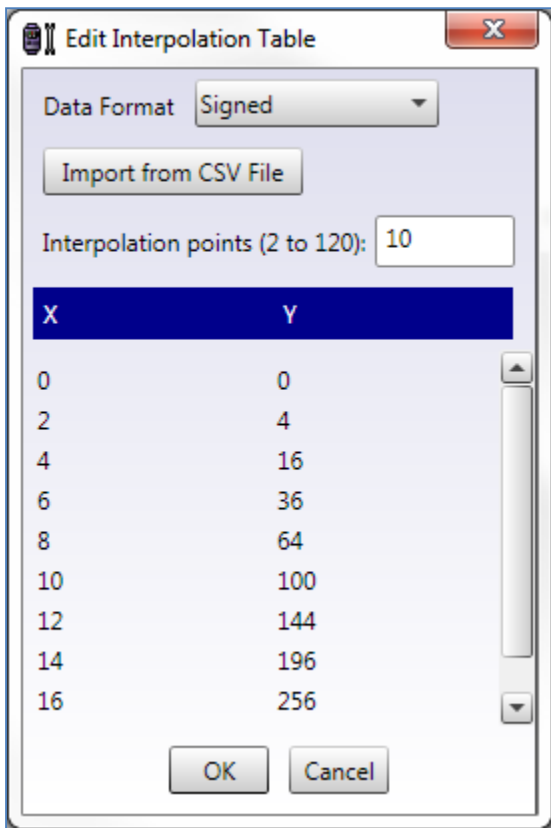 Edit Interpolation Table
Data Format Signed
Import from CSV File
Interpolation points (2 to 120): 10
X Y
0 0
2 4
4 16
6 36
8 64
10 100
12 144
14 196
16 256
OK Cancel